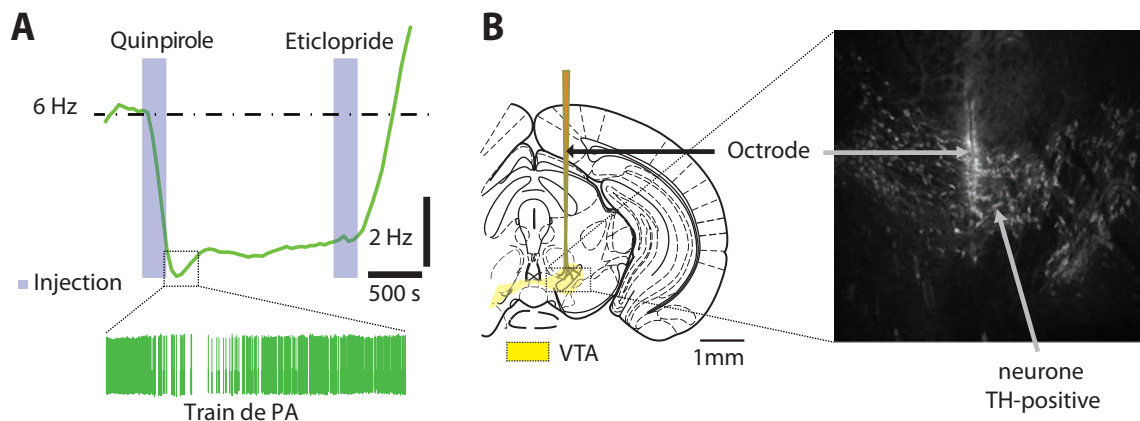 A
Quinpirole
Eticlopride
6 Hz
2 Hz
500 s
Injection
Train de PA
B
Octrode
VTA
1mm
neurone
TH-positive